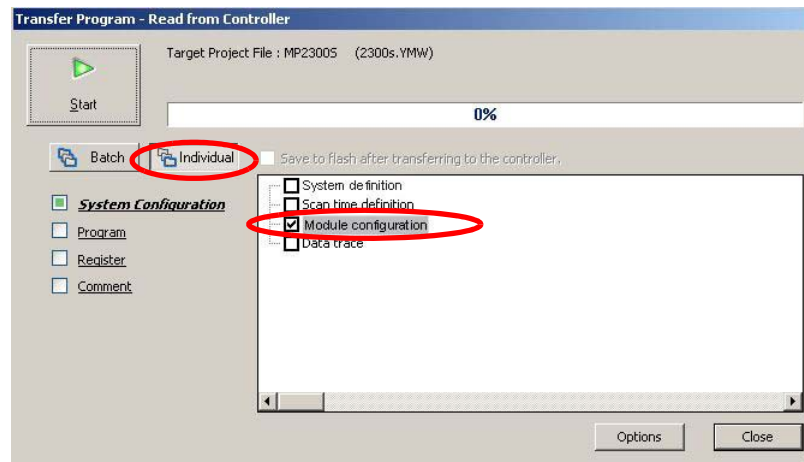 Transfer Program - Read from Controller
Target Project File : MP2300S (2300s.YMW)
Start
0%
Batch
Individual
Save to flash after transferring to the controller.
System definition
System Configuration
Scan time definition
Module configuration
Program
Data trace
Register
Comment
Options
Close